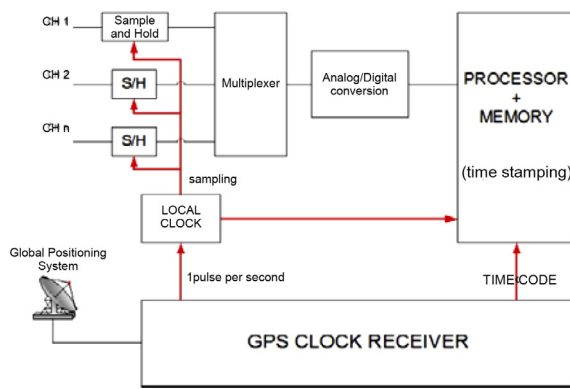 CH 1
Sample
and Hold
CH 2
S/H
CH n
S/H
Multiplexer
Analog/Digital
conversion
PROCESSOR
+
MEMORY
(time stamping)
sampling
LOCAL
CLOCK
Global Positioning
System
1pulse per second
TIME CODE
GPS CLOCK RECEIVER